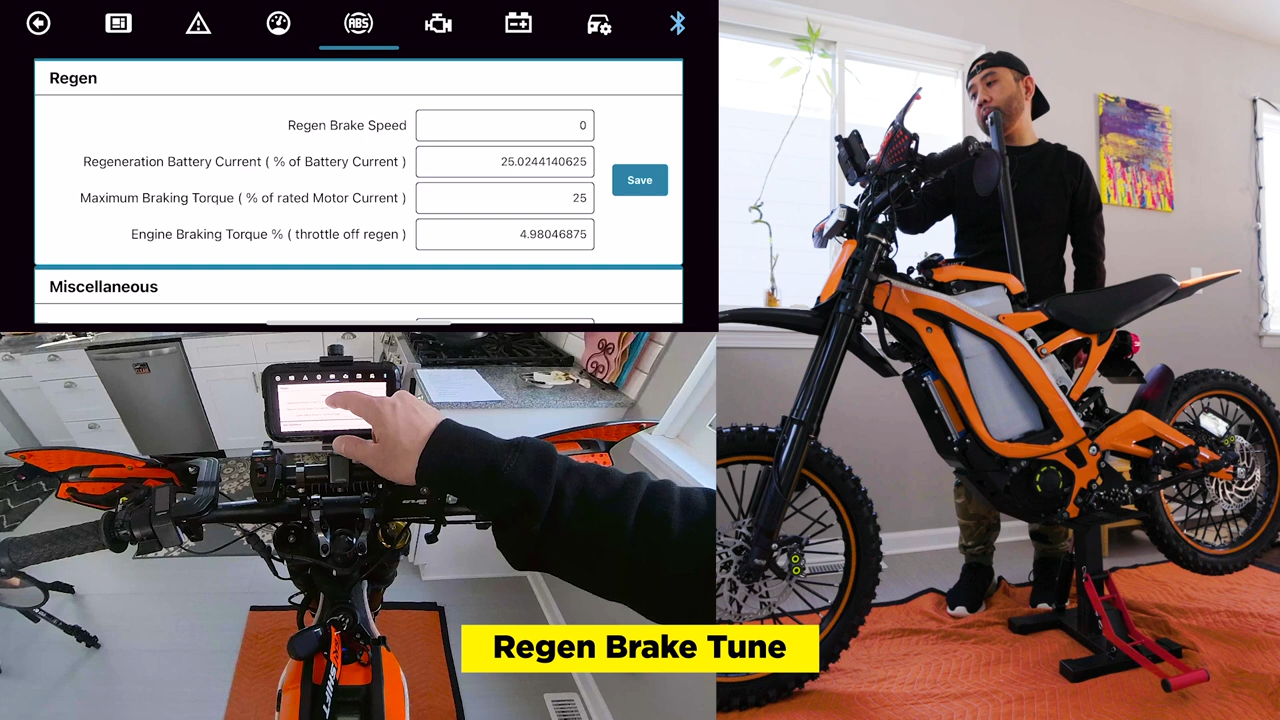 ABS
Regen
Regen Brake Speed
0
Regeneration Battery Current ( % of Battery Current )
25.0244140625
Save
Maximum Braking Torque ( % of rated Motor Current )
25
Engine Braking Torque % ( throttle off regen )
4.98046875
Miscellaneous
Regen Brake Tune